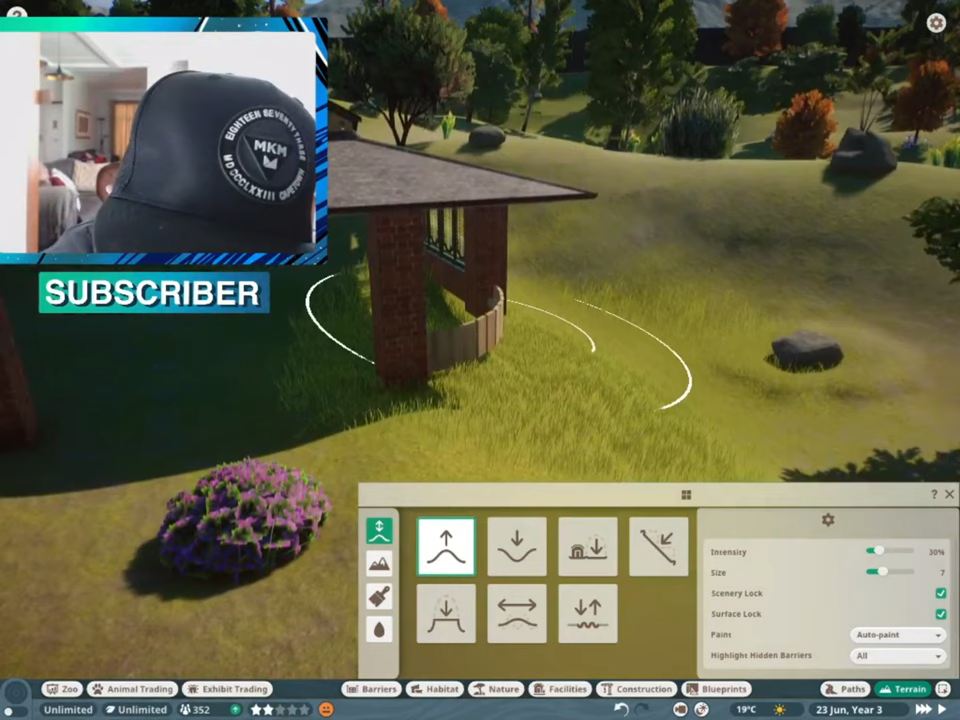 ?
EIGHTEEN SEVENTYTHREE
MKM
MDCCCLXXIII CAPETOWN
SUBSCRIBER
?
Intensity 30%
Size 7
Scenery Lock
Surface Lock
Paint Auto-paint
Highlight Hidden Barriers All
Zoo Animal Trading Exhibit Trading Barriers Habitat Nature Facilities Construction Blueprints Paths Terrain
Unlimited Unlimited 352 19°C 23 Jun, Year 3